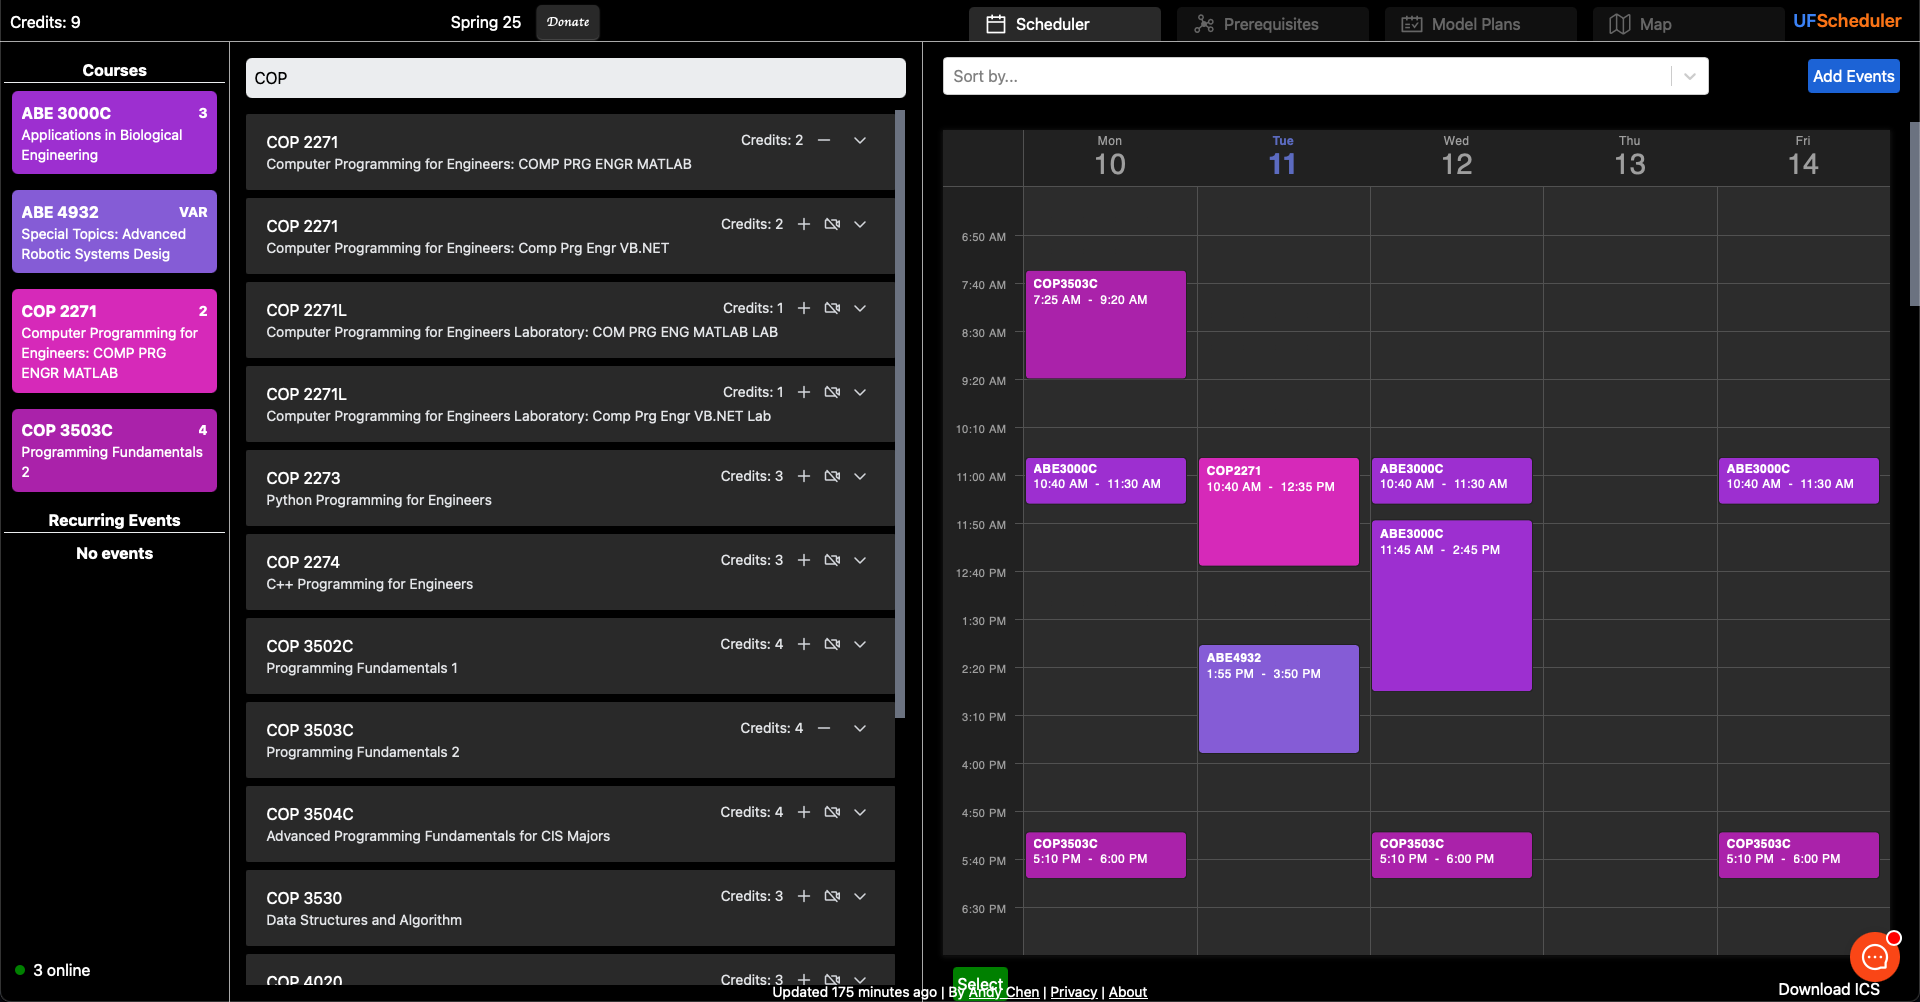 Credits: 9
Spring 25
Donate
Scheduler
Prerequisites
Model Plans
Map
UFScheduler
Courses
ABE 3000C 3
Applications in Biological
Engineering
ABE 4932 VAR
Special Topics: Advanced
Robotic Systems Desig
COP 2271 2
Computer Programming for
Engineers: COMP PRG
ENGR MATLAB
COP 3503C 4
Programming Fundamentals
2
Recurring Events
No events
3 online
COP
COP 2271 Credits: 2
Computer Programming for Engineers: COMP PRG ENGR MATLAB
COP 2271 Credits: 2
Computer Programming for Engineers: Comp Prg Engr VB.NET
COP 2271L Credits: 1
Computer Programming for Engineers Laboratory: COM PRG ENG MATLAB LAB
COP 2271L Credits: 1
Computer Programming for Engineers Laboratory: Comp Prg Engr VB.NET Lab
COP 2273 Credits: 3
Python Programming for Engineers
COP 2274 Credits: 3
C++ Programming for Engineers
COP 3502C Credits: 4
Programming Fundamentals 1
COP 3503C Credits: 4
Programming Fundamentals 2
COP 3504C Credits: 4
Advanced Programming Fundamentals for CIS Majors
COP 3530 Credits: 3
Data Structures and Algorithm
COP 4020 Credits: 3
Sort by...
Add Events
Mon Tue Wed Thu Fri
10 11 12 13 14
6:50 AM
7:40 AM
8:30 AM
9:20 AM
10:10 AM
11:00 AM
11:50 AM
12:40 PM
1:30 PM
2:20 PM
3:10 PM
4:00 PM
4:50 PM
5:40 PM
6:30 PM
COP3503C
7:25 AM - 9:20 AM
ABE3000C
10:40 AM - 11:30 AM
COP3503C
5:10 PM - 6:00 PM
COP2271
10:40 AM - 12:35 PM
ABE4932
1:55 PM - 3:50 PM
ABE3000C
10:40 AM - 11:30 AM
ABE3000C
11:45 AM - 2:45 PM
COP3503C
5:10 PM - 6:00 PM
ABE3000C
10:40 AM - 11:30 AM
COP3503C
5:10 PM - 6:00 PM
Select
Updated 175 minutes ago | By Andy Chen | Privacy | About
Download ICS